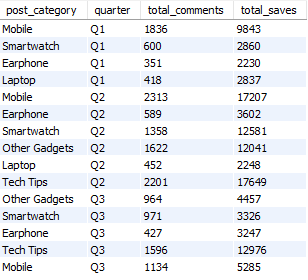 post_category quarter total_comments total_saves
Mobile Q1 1836 9843
Smartwatch Q1 600 2860
Earphone Q1 351 2230
Laptop Q1 418 2837
Mobile Q2 2313 17207
Earphone Q2 589 3602
Smartwatch Q2 1358 12581
Other Gadgets Q2 1622 12041
Laptop Q2 452 2248
Tech Tips Q2 2201 17649
Other Gadgets Q3 964 4457
Smartwatch Q3 971 3326
Earphone Q3 427 3247
Tech Tips Q3 1596 12976
Mobile Q3 1134 5285